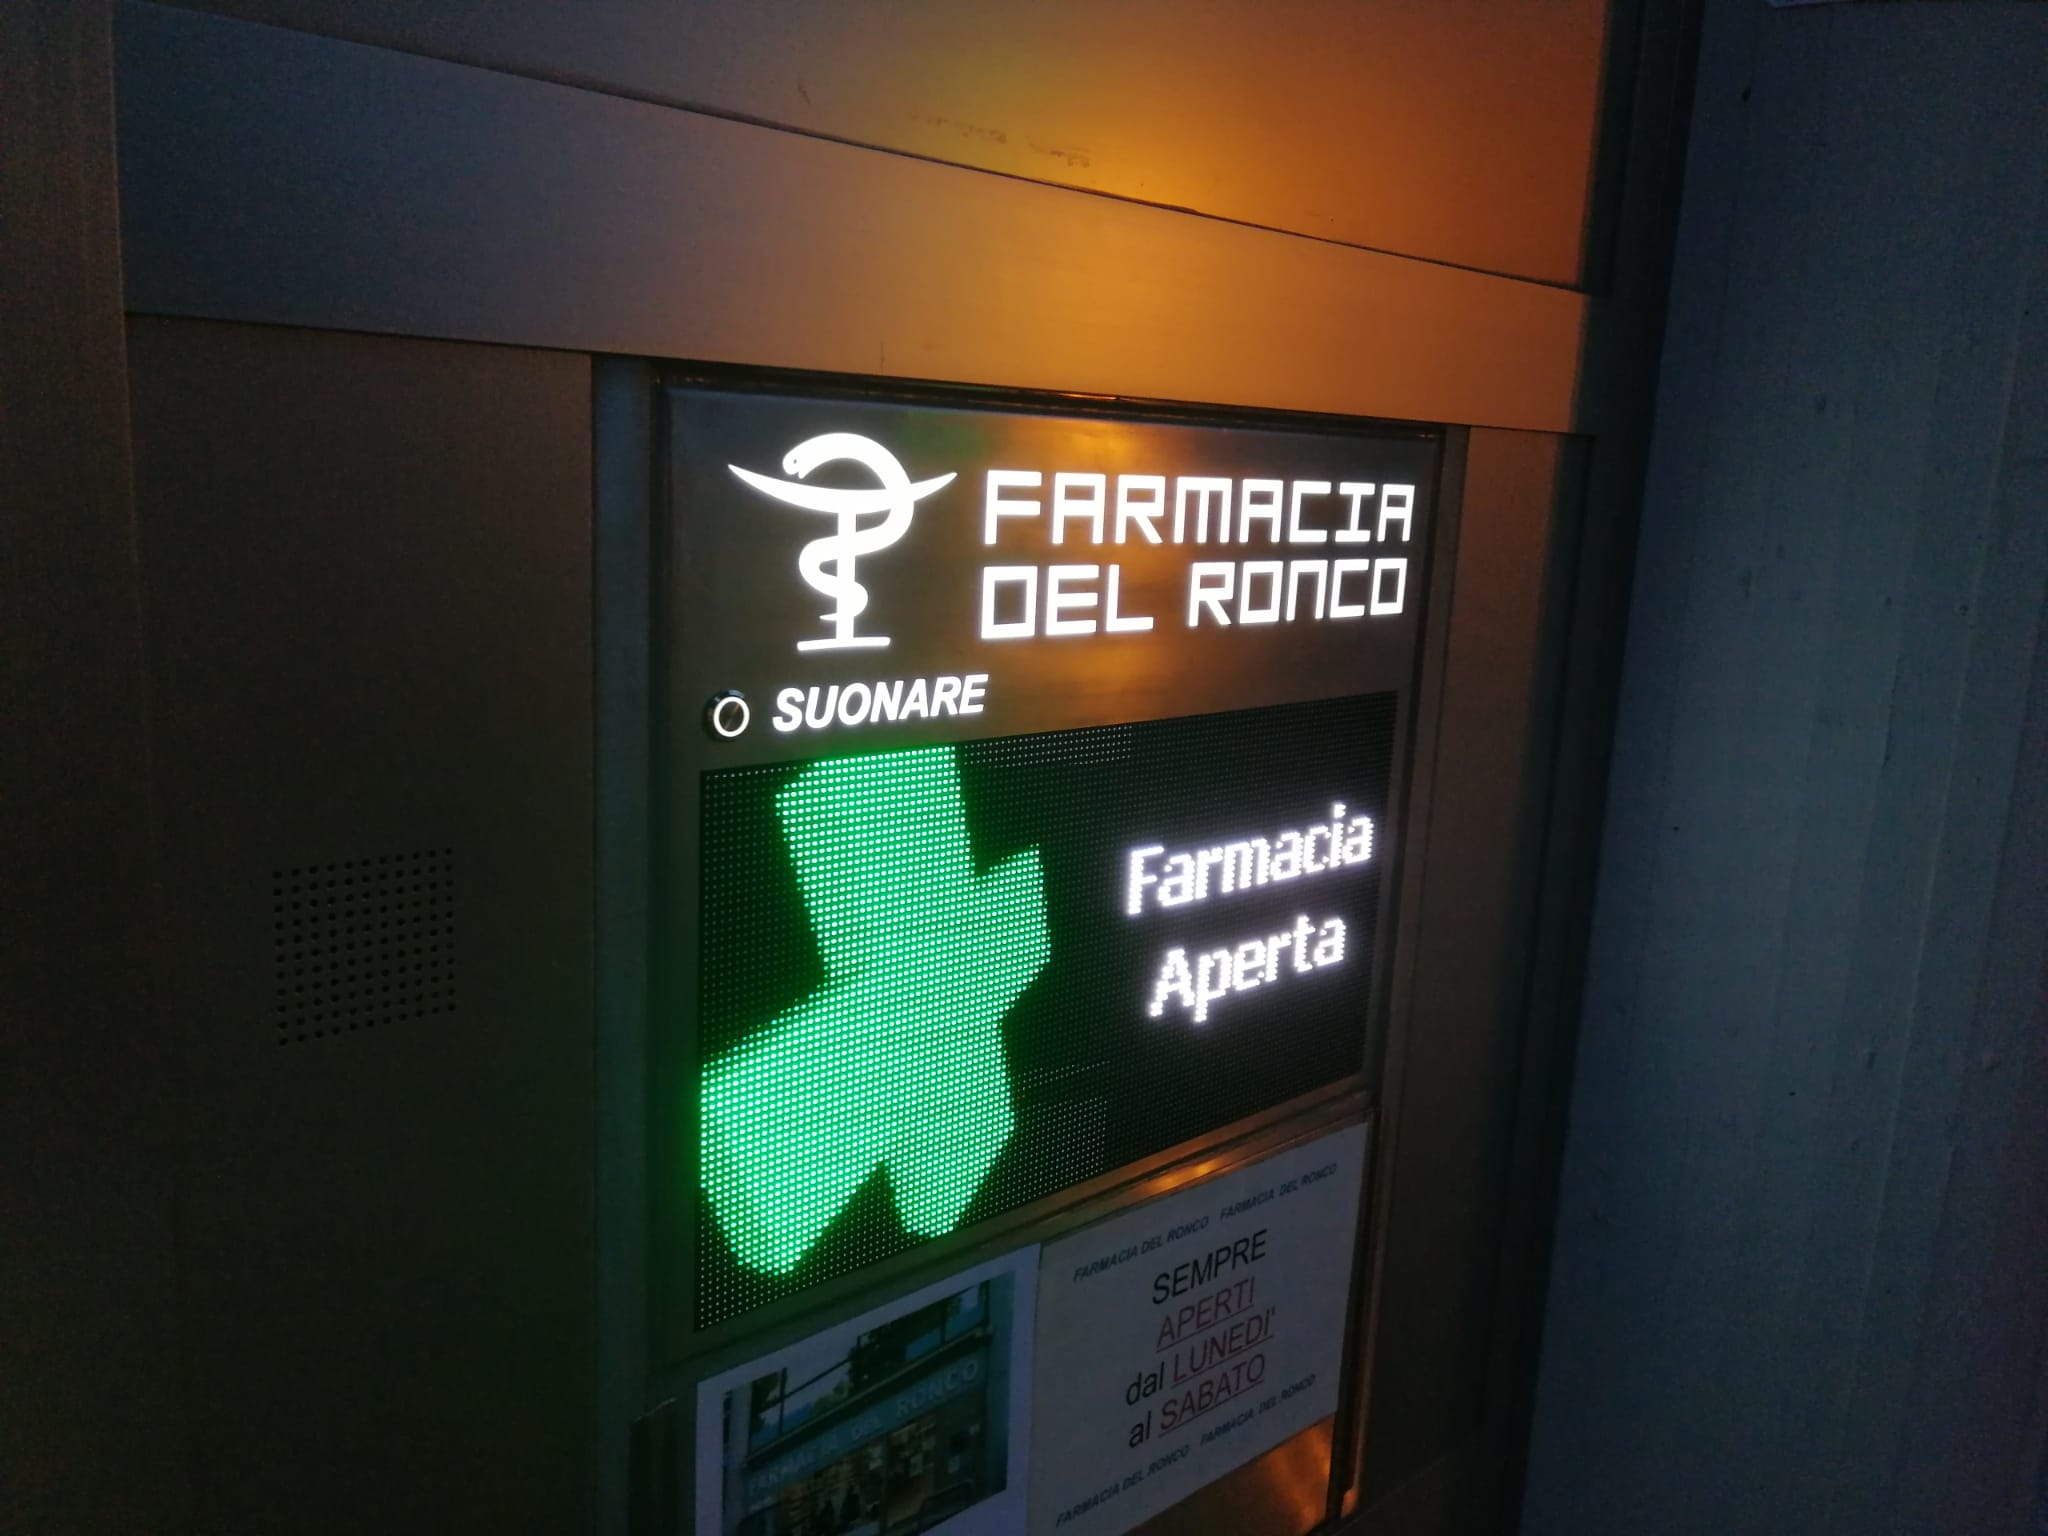 FARMACIA
DEL RONCO
SUONARE
Farmacia
Aperta
FARMACIA DEL RONCO FARMACIA DEL RONCO
SEMPRE
APERTI
dal LUNEDI'
al SABATO
FARMACIA DEL RONCO FARMACIA DEL RONCO
FARMACIA DEL RONCO